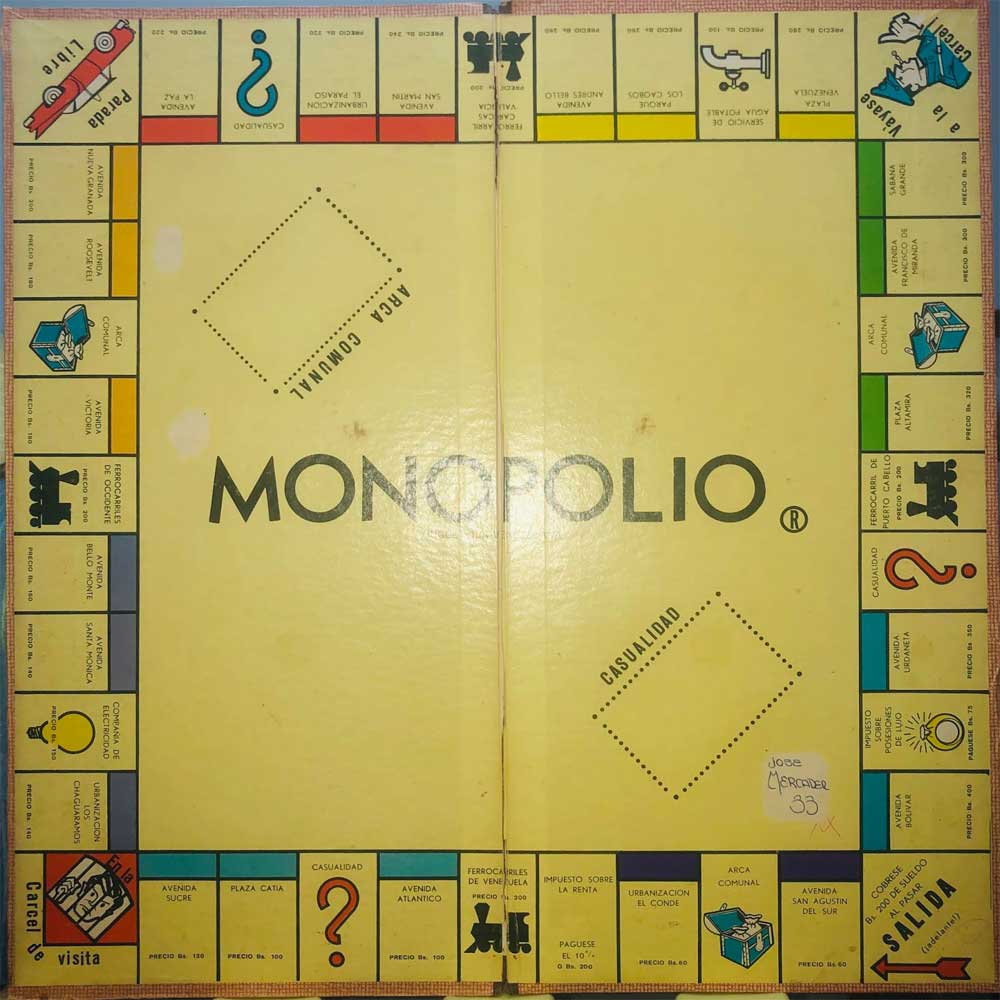 Parada
Libre
PRECIO Bs. 220
AVENIDA
LA PAZ
CASUALIDAD
PRECIO Bs. 220
URBANIZACION
EL PARAISO
PRECIO Bs. 240
AVENIDA
SAN MARTIN
PRECIO Bs. 200
FERROCARRIL
CARACAS
VALENCIA
PRECIO Bs. 260
AVENIDA
ANDRES BELLO
PRECIO Bs. 260
PARQUE
LOS CAOBOS
PRECIO Bs. 150
SERVICIO DE
AGUA POTABLE
PRECIO Bs. 280
PLAZA
VENEZUELA
Váyase
a la
carcel!
AVENIDA
NUEVA GRANADA
PRECIO Bs. 200
AVENIDA
ROOSEVELT
PRECIO Bs. 180
ARCA
COMUNAL
AVENIDA
VICTORIA
PRECIO Bs. 180
FERROCARRILES
DE OCCIDENTE
PRECIO Bs. 200
AVENIDA
BELLO MONTE
PRECIO Bs. 160
AVENIDA
SANTA MONICA
PRECIO Bs. 140
COMPAÑIA DE
ELECTRICIDAD
PRECIO Bs. 150
URBANIZACION
LOS
CHAGUARAMOS
PRECIO Bs. 140
ARCA COMUNAL
MONOPOLIO ®
CASUALIDAD
JOSE
MERCADER
33
SABANA
GRANDE
PRECIO Bs. 300
AVENIDA
FRANCISCO DE
MIRANDA
PRECIO Bs. 300
ARCA
COMUNAL
PLAZA
ALTAMIRA
PRECIO Bs. 320
FERROCARRIL DE
PUERTO CABELLO
PRECIO Bs. 200
CASUALIDAD
AVENIDA
URDANETA
PRECIO Bs. 350
IMPUESTO
SOBRE
POSESIONES
DE LUJO
PAGUESE Bs. 75
AVENIDA
BOLIVAR
PRECIO Bs. 400
En la
Carcel de
visita
AVENIDA
SUCRE
PRECIO Bs. 120
PLAZA CATIA
PRECIO Bs. 100
CASUALIDAD
AVENIDA
ATLANTICO
PRECIO Bs. 100
FERROCARRILES
DE VENEZUELA
PRECIO Bs. 200
IMPUESTO SOBRE
LA RENTA
PAGUESE
EL 10%
O Bs. 200
URBANIZACIÓN
EL CONDE
PRECIO Bs. 60
ARCA
COMUNAL
AVENIDA
SAN AGUSTIN
DEL SUR
PRECIO Bs 60
COBRESE
Bs. 200 DE SUELDO
AL PASAR
SALIDA
(¡adelante!)